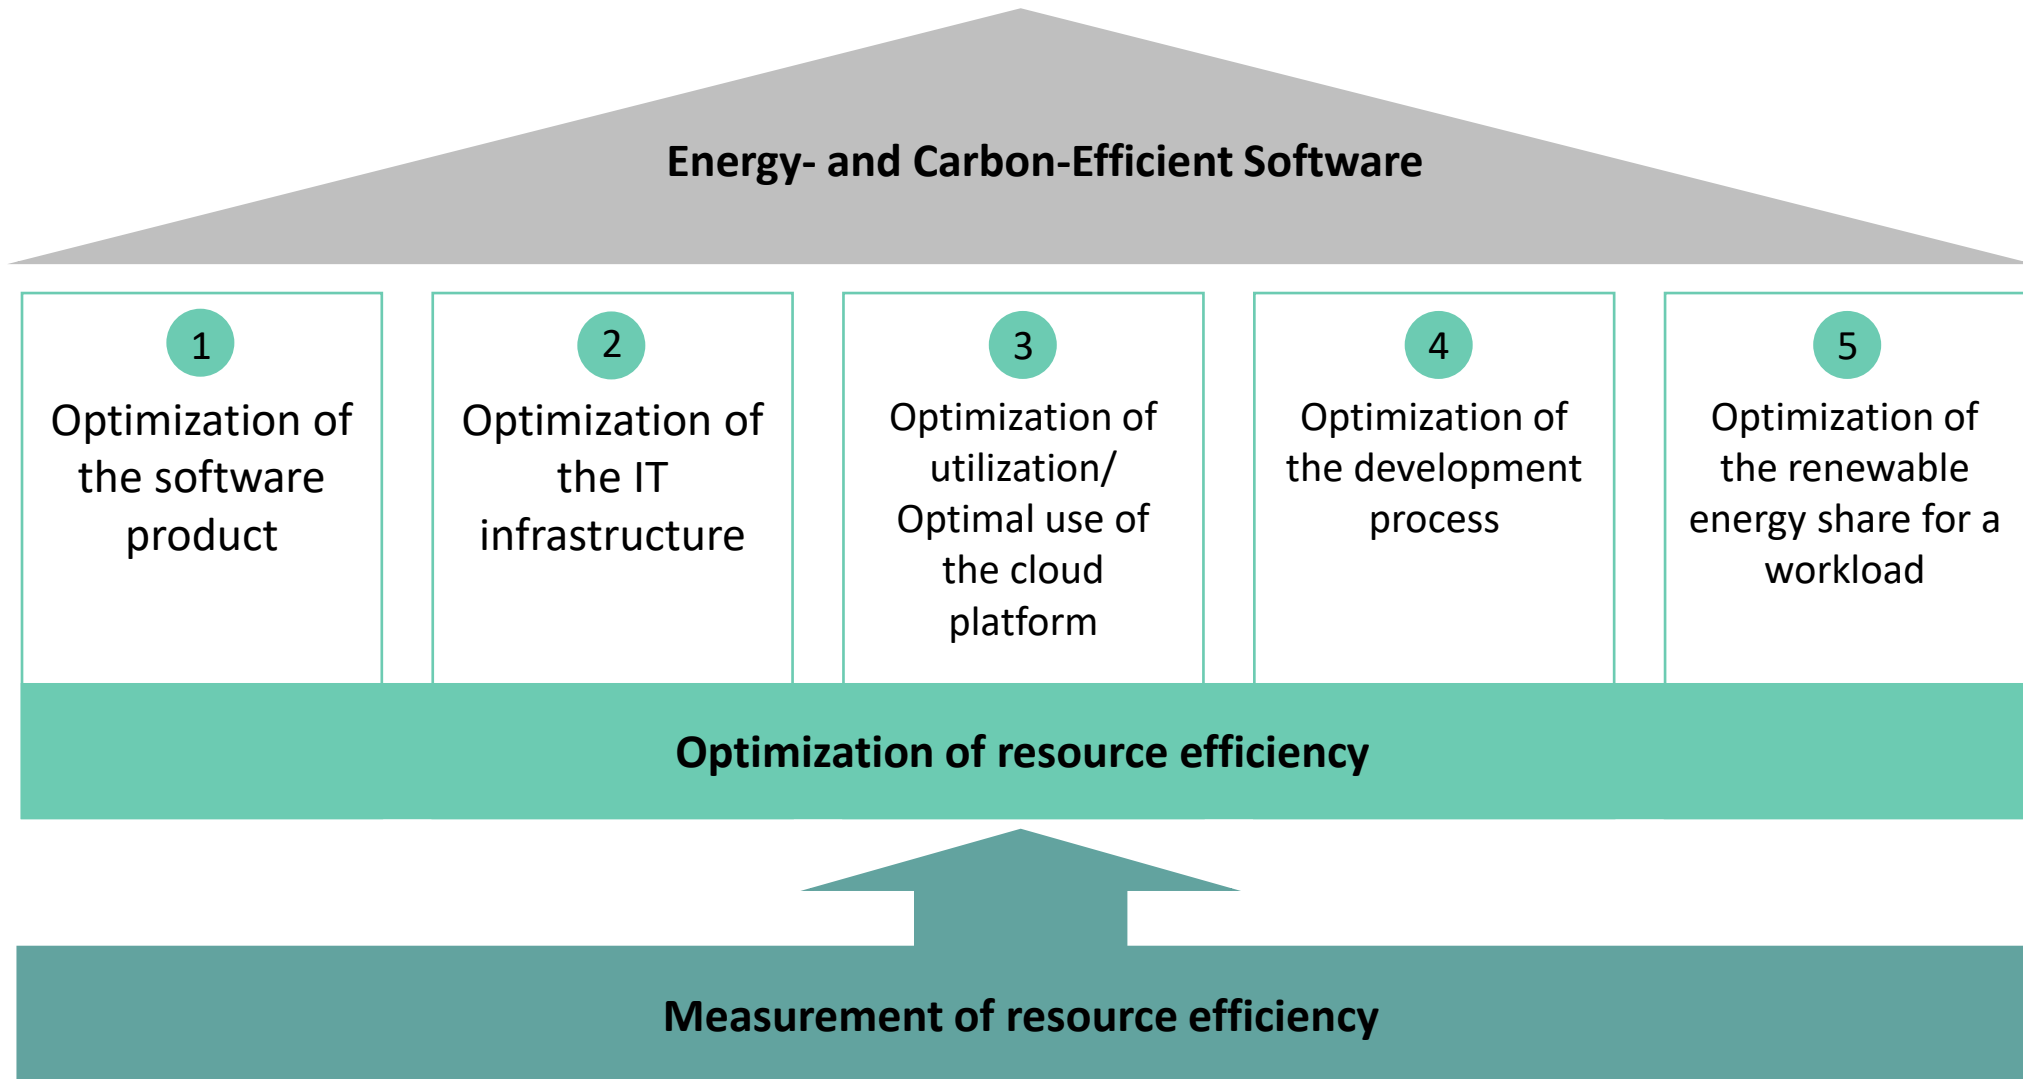 Energy- and Carbon-Efficient Software
1
Optimization of
the software
product
2
Optimization of
the IT
infrastructure
3
Optimization of
utilization/
Optimal use of
the cloud
platform
4
Optimization of
the development
process
5
Optimization of
the renewable
energy share for a
workload
Optimization of resource efficiency
Measurement of resource efficiency